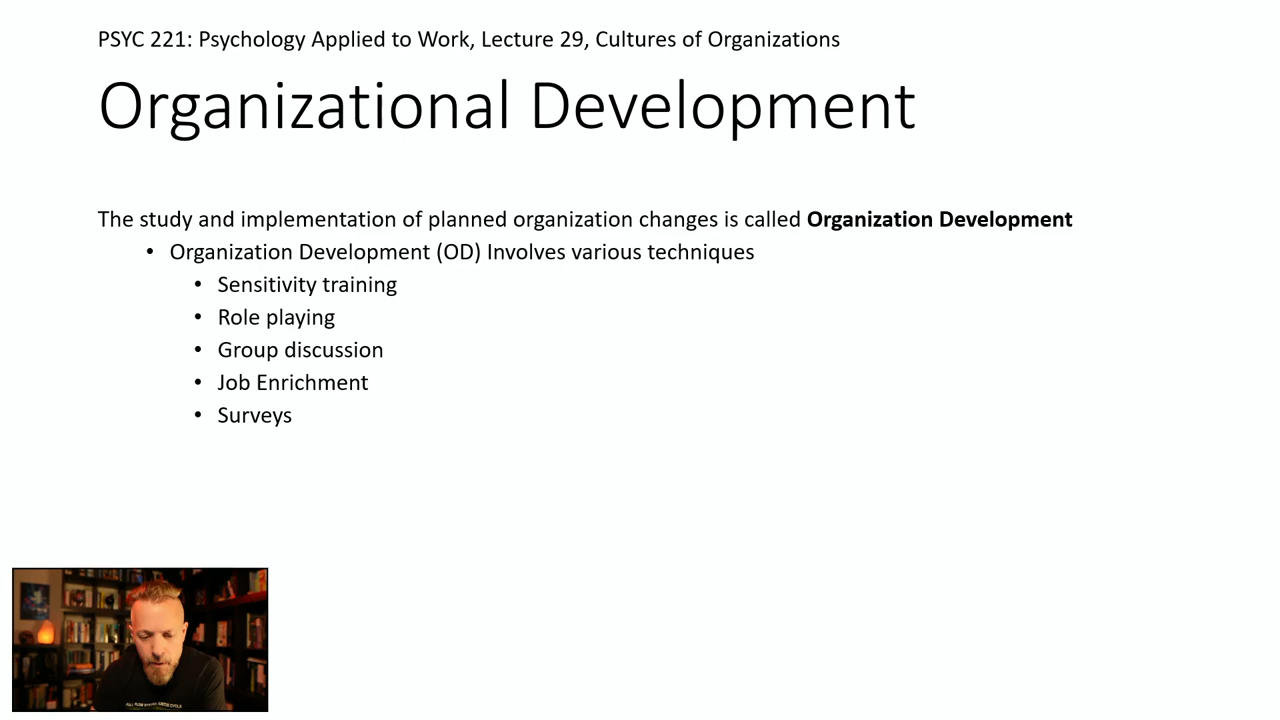 PSYC 221: Psychology Applied to Work, Lecture 29, Cultures of Organizations
Organizational Development
The study and implementation of planned organization changes is called Organization Development
• Organization Development (OD) Involves various techniques
• Sensitivity training
• Role playing
• Group discussion
• Job Enrichment
• Surveys